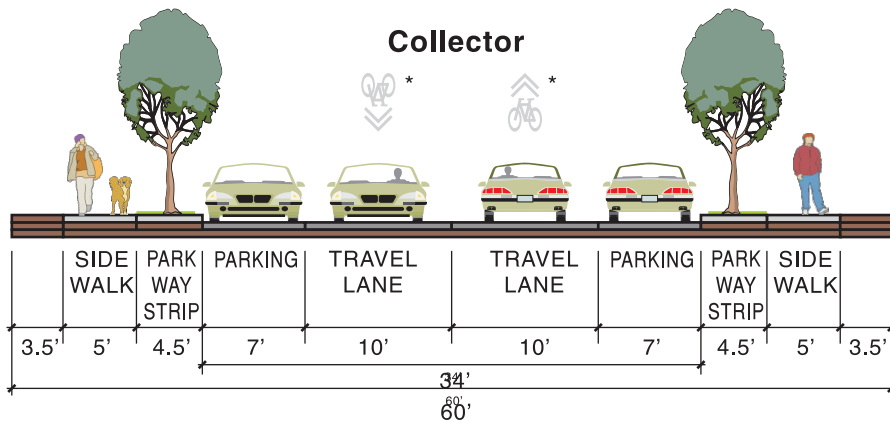 Collector
* *
SIDE PARK PARKING TRAVEL TRAVEL PARKING PARK SIDE
WALK WAY LANE LANE WAY WALK
STRIP STRIP
3.5' 5' 4.5' 7' 10' 10' 7' 4.5' 5' 3.5'
34'
60'
60'